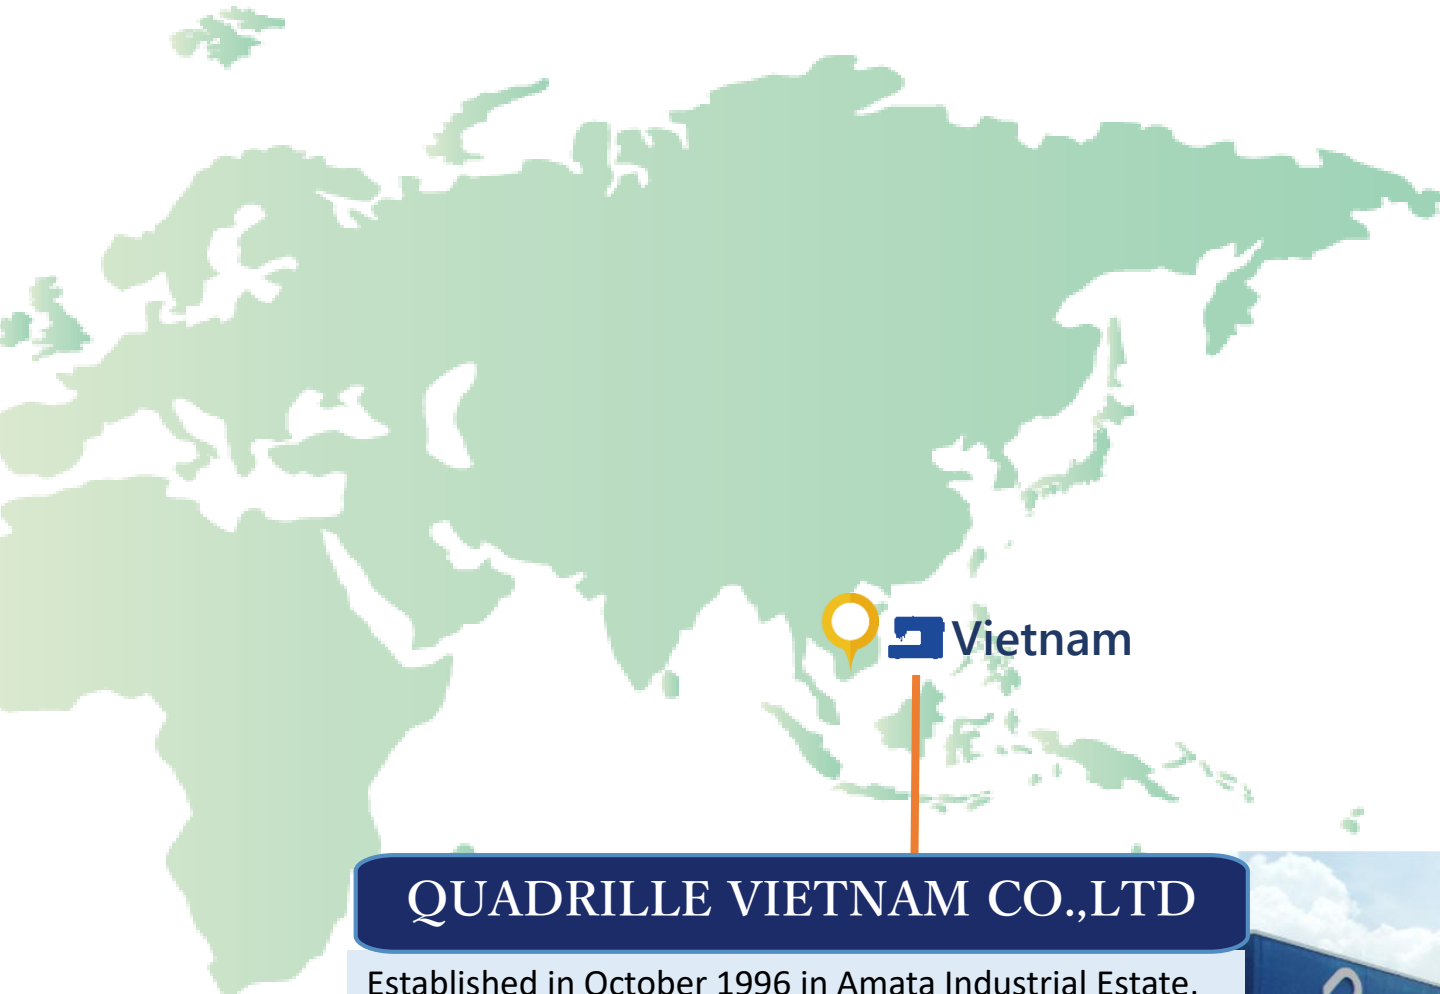 Vietnam
QUADRILLE VIETNAM CO.,LTD
Established in October 1996 in Amata Industrial Estate,